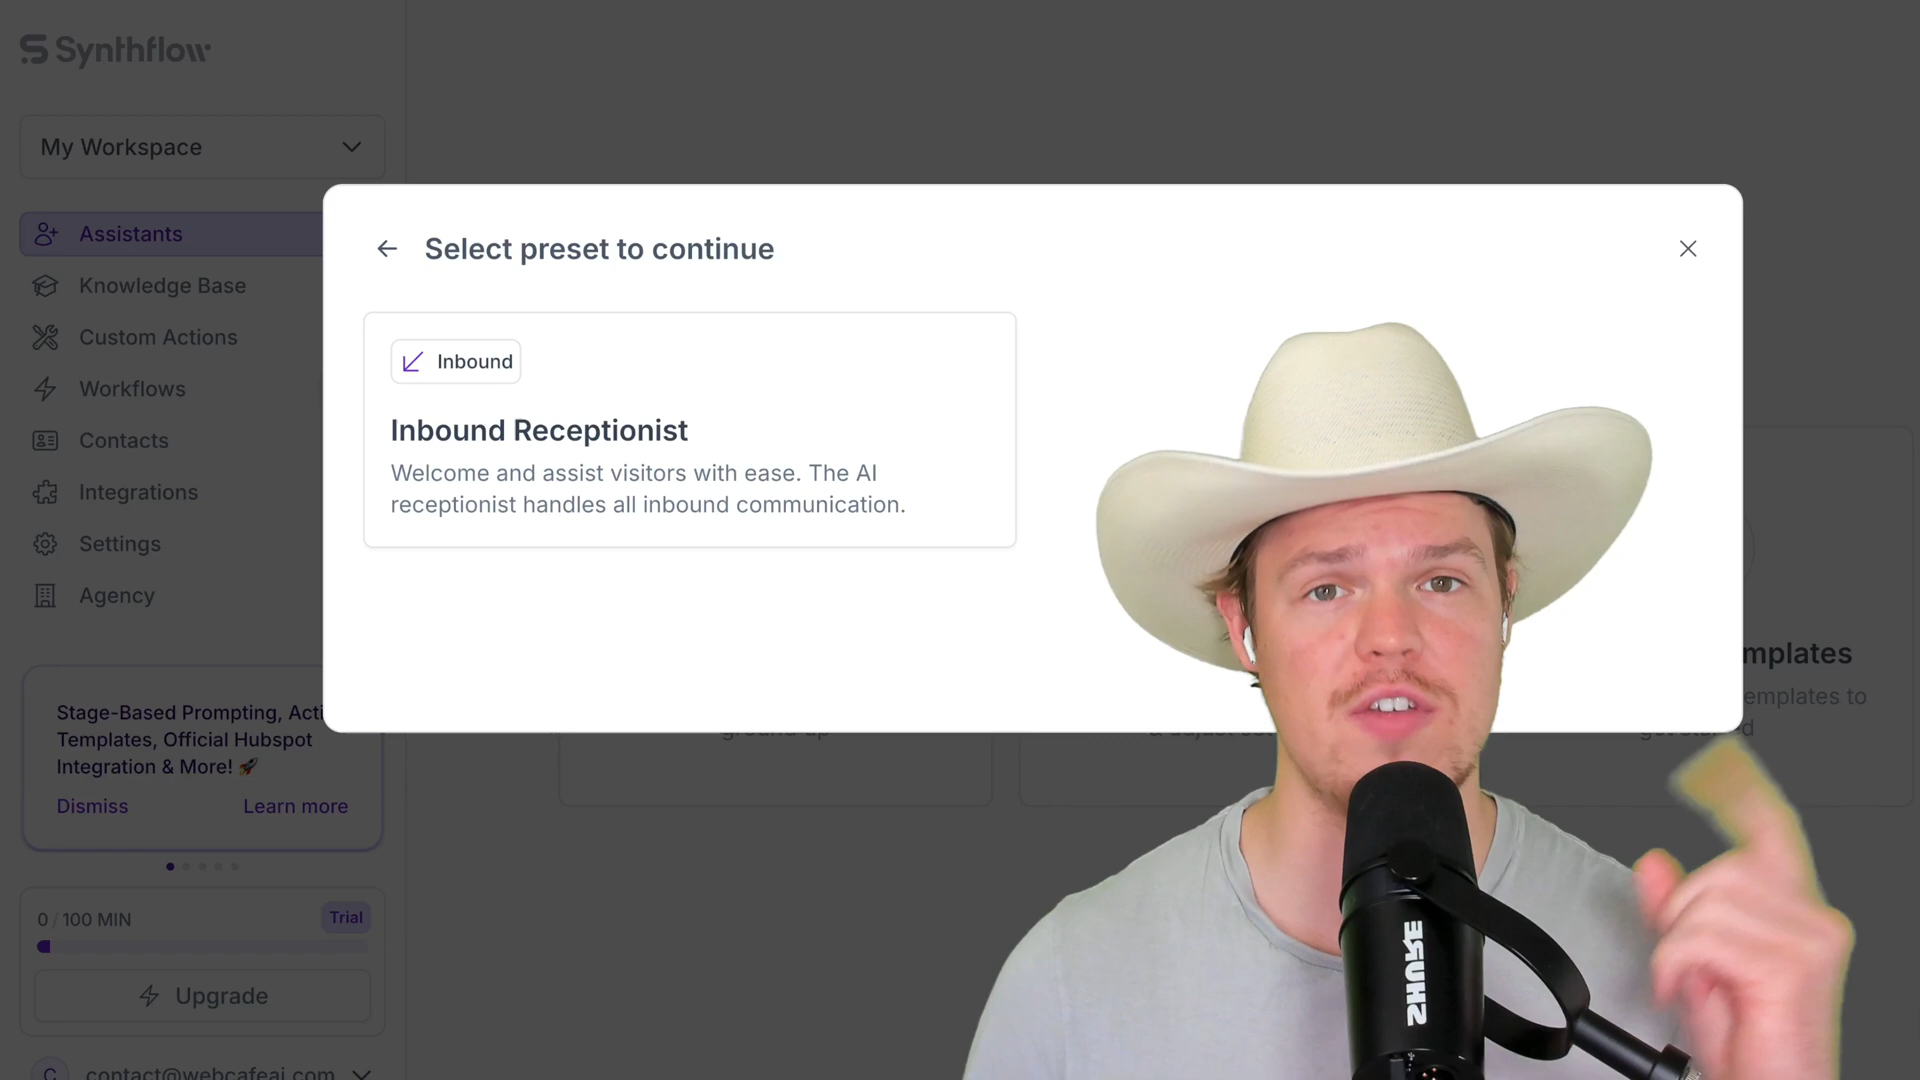 Synthflow
My Workspace
Assistants
Knowledge Base
Custom Actions
Workflows
Contacts
Integrations
Settings
Agency
Stage-Based Prompting, Acti
Templates, Official Hubspot
Integration & More! 🚀
Dismiss
Learn more
0 / 100 MIN
Trial
Upgrade
C
contact@webcafeai.com
Select preset to continue
Inbound
Inbound Receptionist
Welcome and assist visitors with ease. The AI
receptionist handles all inbound communication.
mplates
emplates to
SHURE